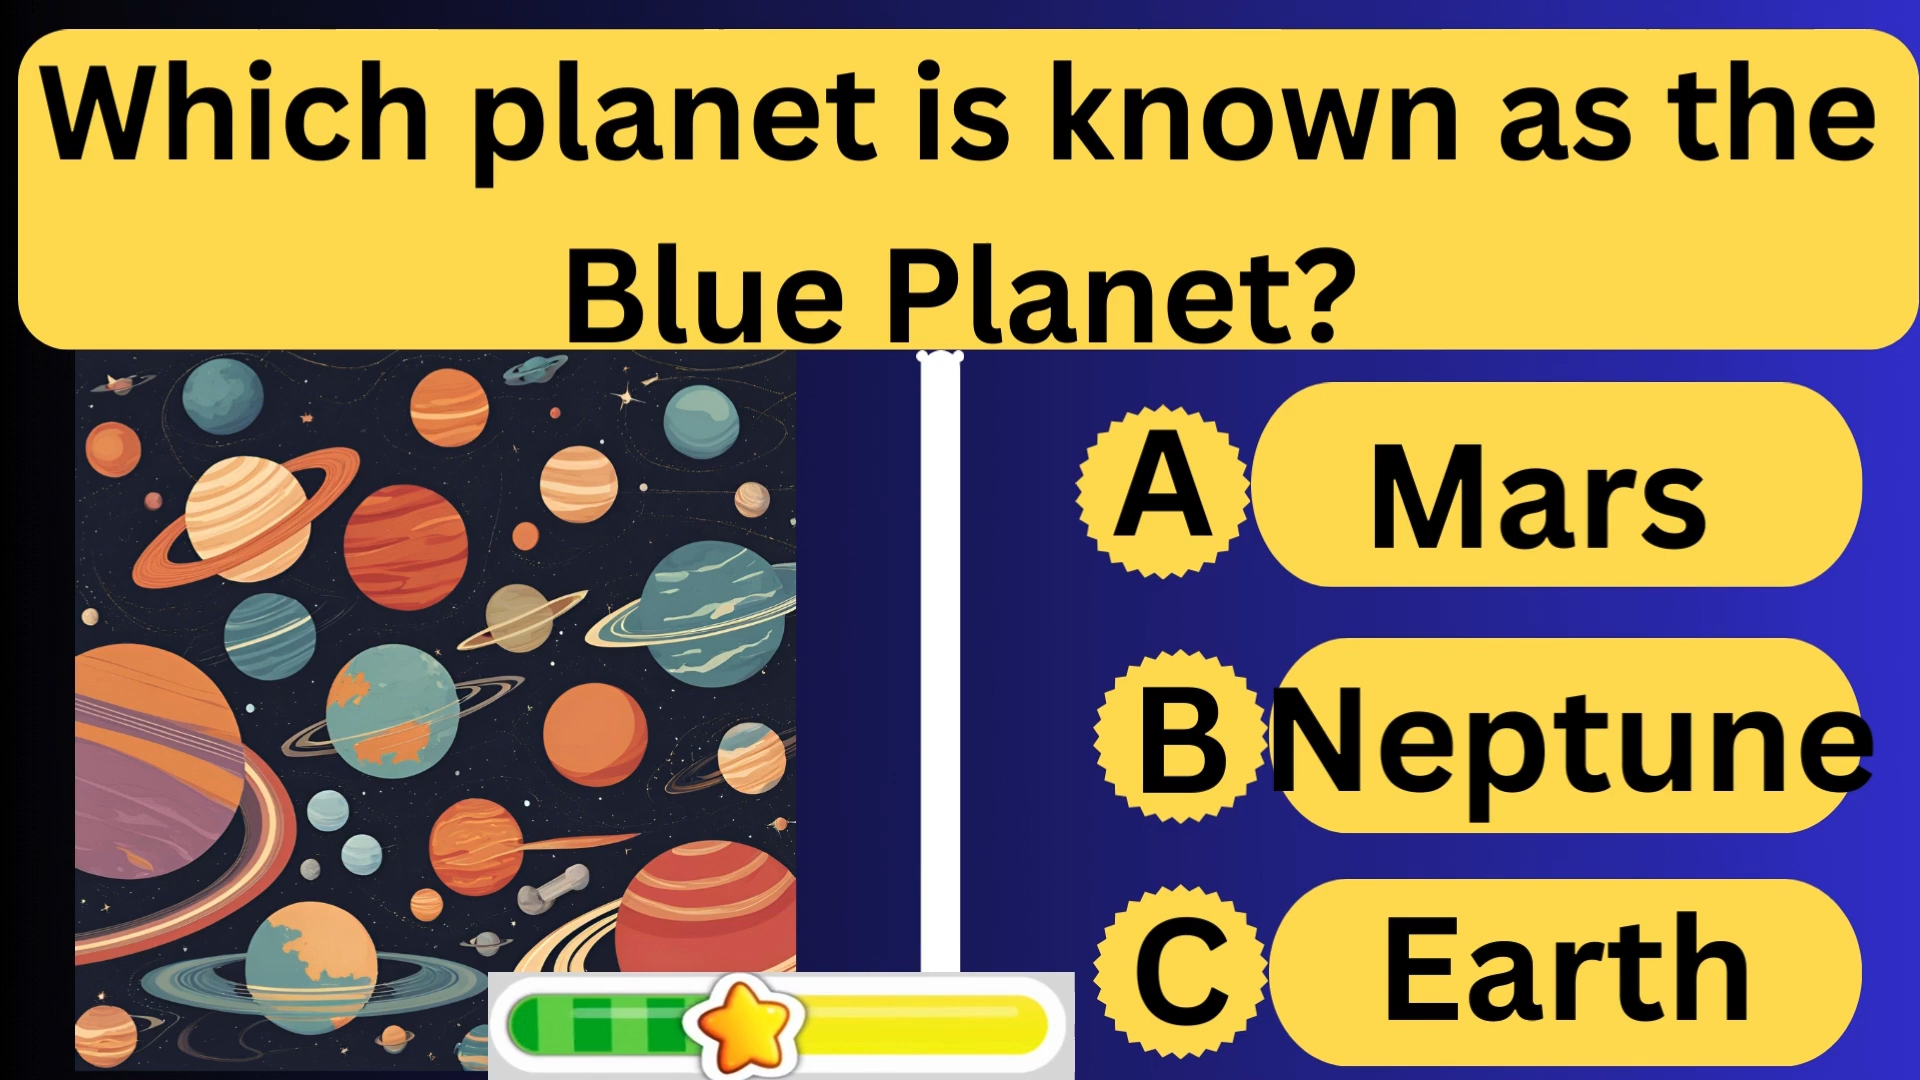 Which planet is known as the
Blue Planet?
A Mars
B Neptune
C Earth